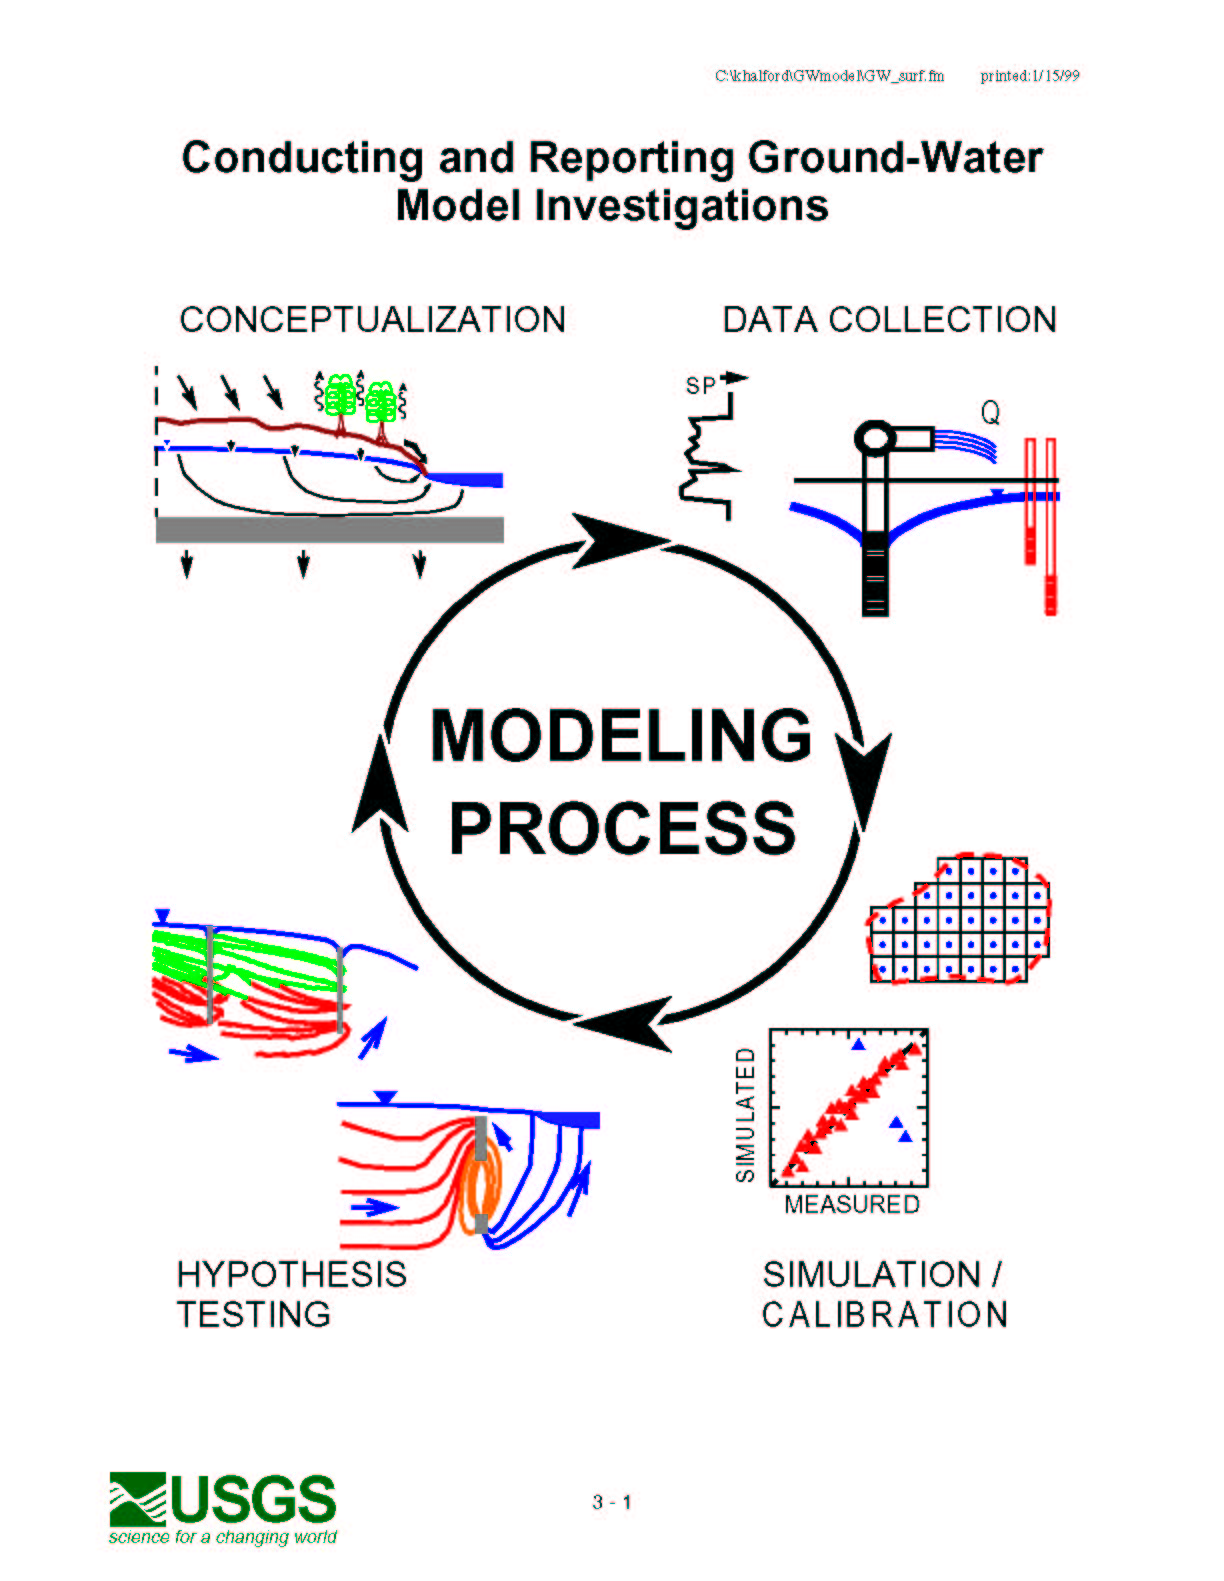 C:\khalford\GWmodel\GW_surf.fm printed:1/15/99
Conducting and Reporting Ground-Water
Model Investigations
CONCEPTUALIZATION
DATA COLLECTION
SP
Q
MODELING
PROCESS
SIMULATED
MEASURED
HYPOTHESIS
TESTING
SIMULATION /
CALIBRATION
USGS
science for a changing world
3 - 1